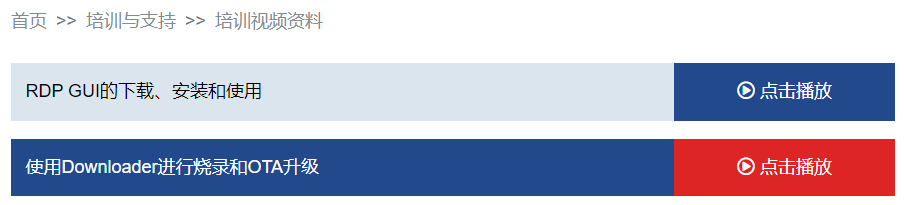 首页 >> 培训与支持 >> 培训视频资料
RDP GUI的下载、安装和使用 点击播放
使用Downloader进行烧录和OTA升级 点击播放